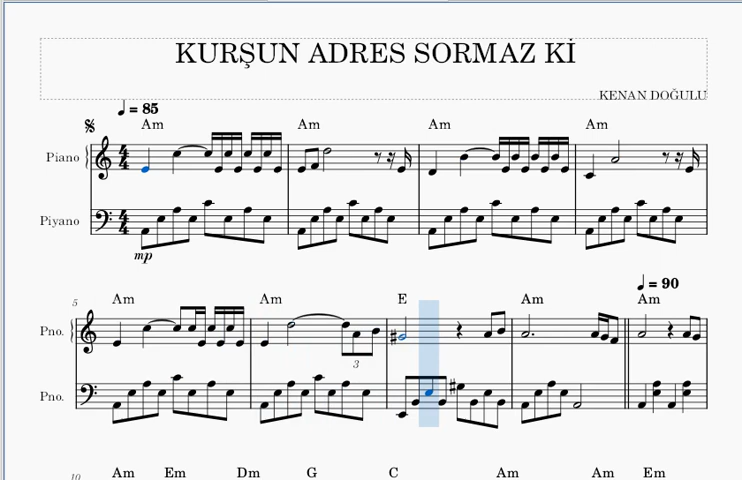 KURŞUN ADRES SORMAZ Kİ
KENAN DOĞULU
= 85
Am Am Am Am
Piano
Piyano
mp
5
Am Am E Am Am
= 90
Pno.
3
Pno.
10
Am Em Dm G C Am Am Em